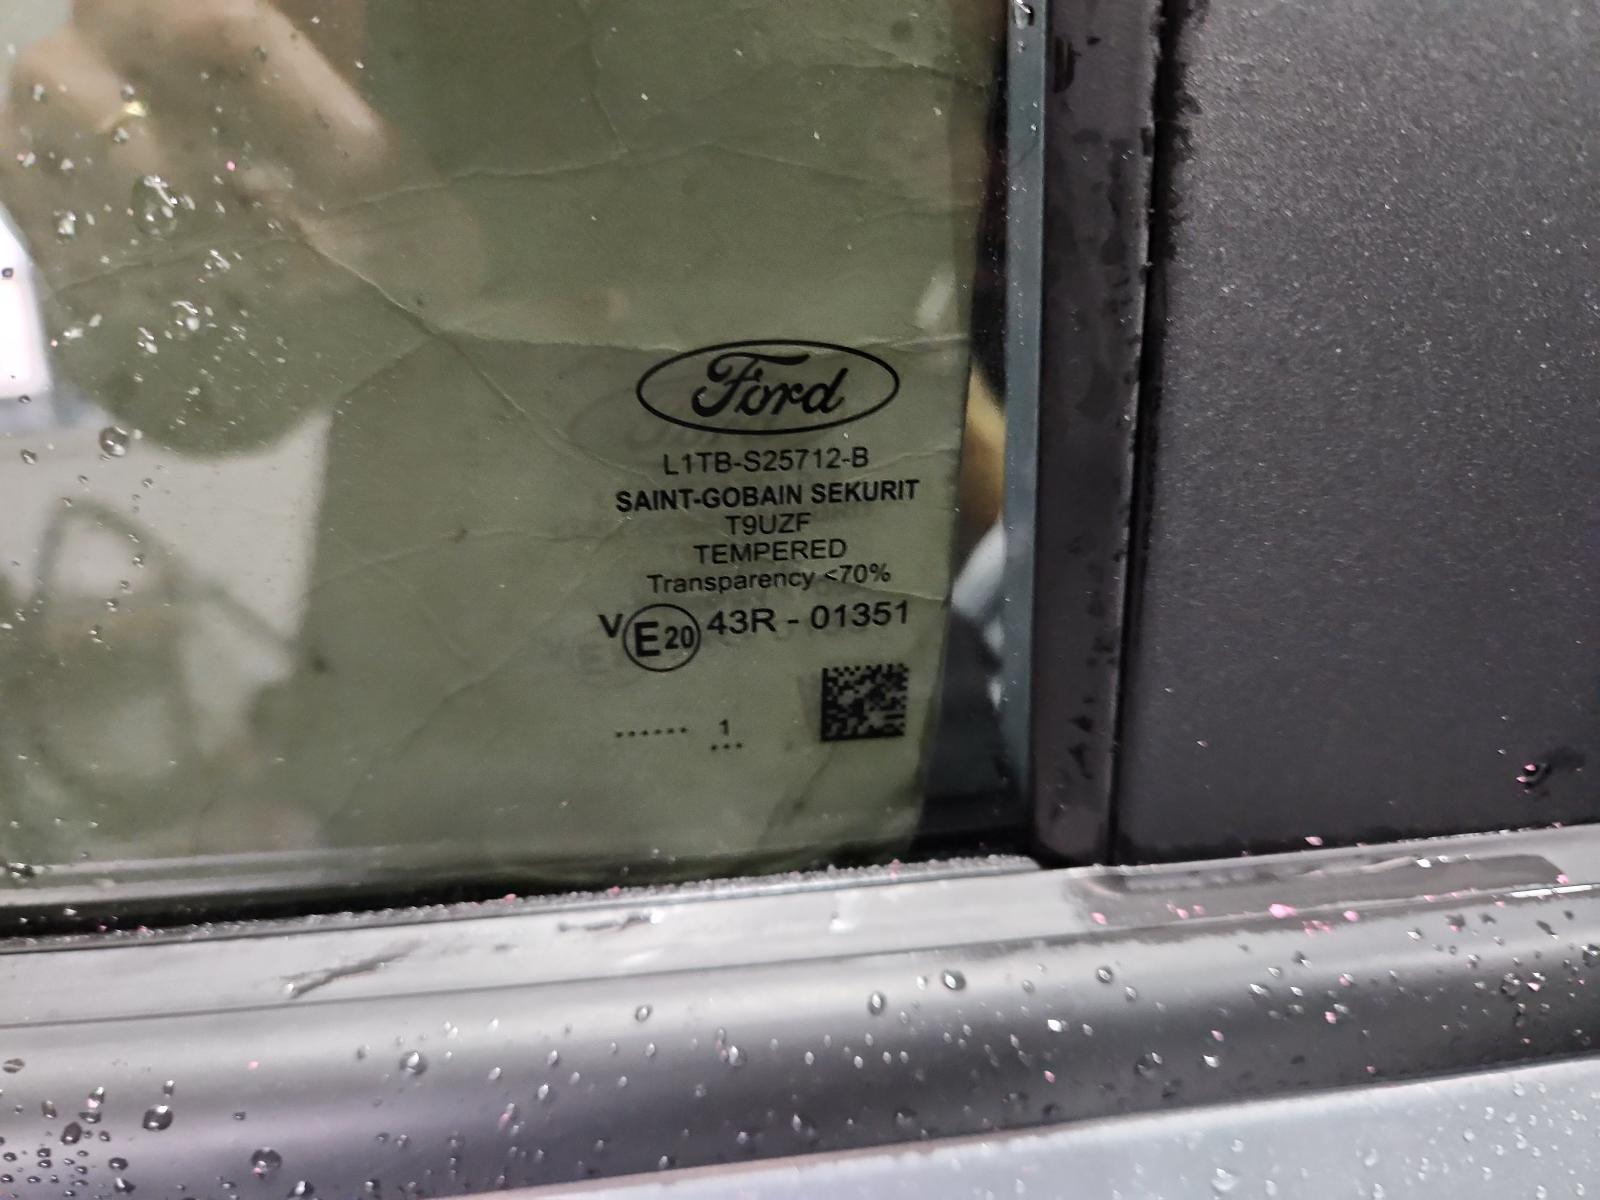 Ford
L1TB-S25712-B
SAINT-GOBAIN SEKURIT
T9UZF
TEMPERED
Transparency <70%
V E20 43R - 01351
...... 1
...